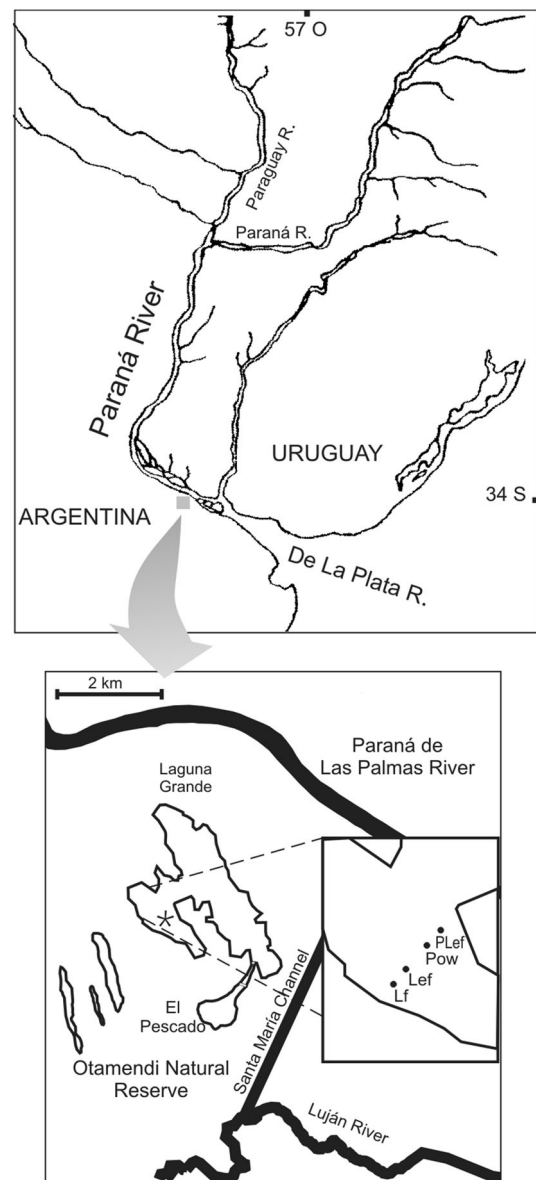 57 O
Paraguay R.
Paraná R.
Paraná River
URUGUAY
34 S
ARGENTINA
De La Plata R.
2 km
Paraná de
Las Palmas River
Laguna
Grande
PLef
Pow
Lef
Lf
Santa María Channel
El
Pescado
Otamendi Natural
Reserve
Luján River